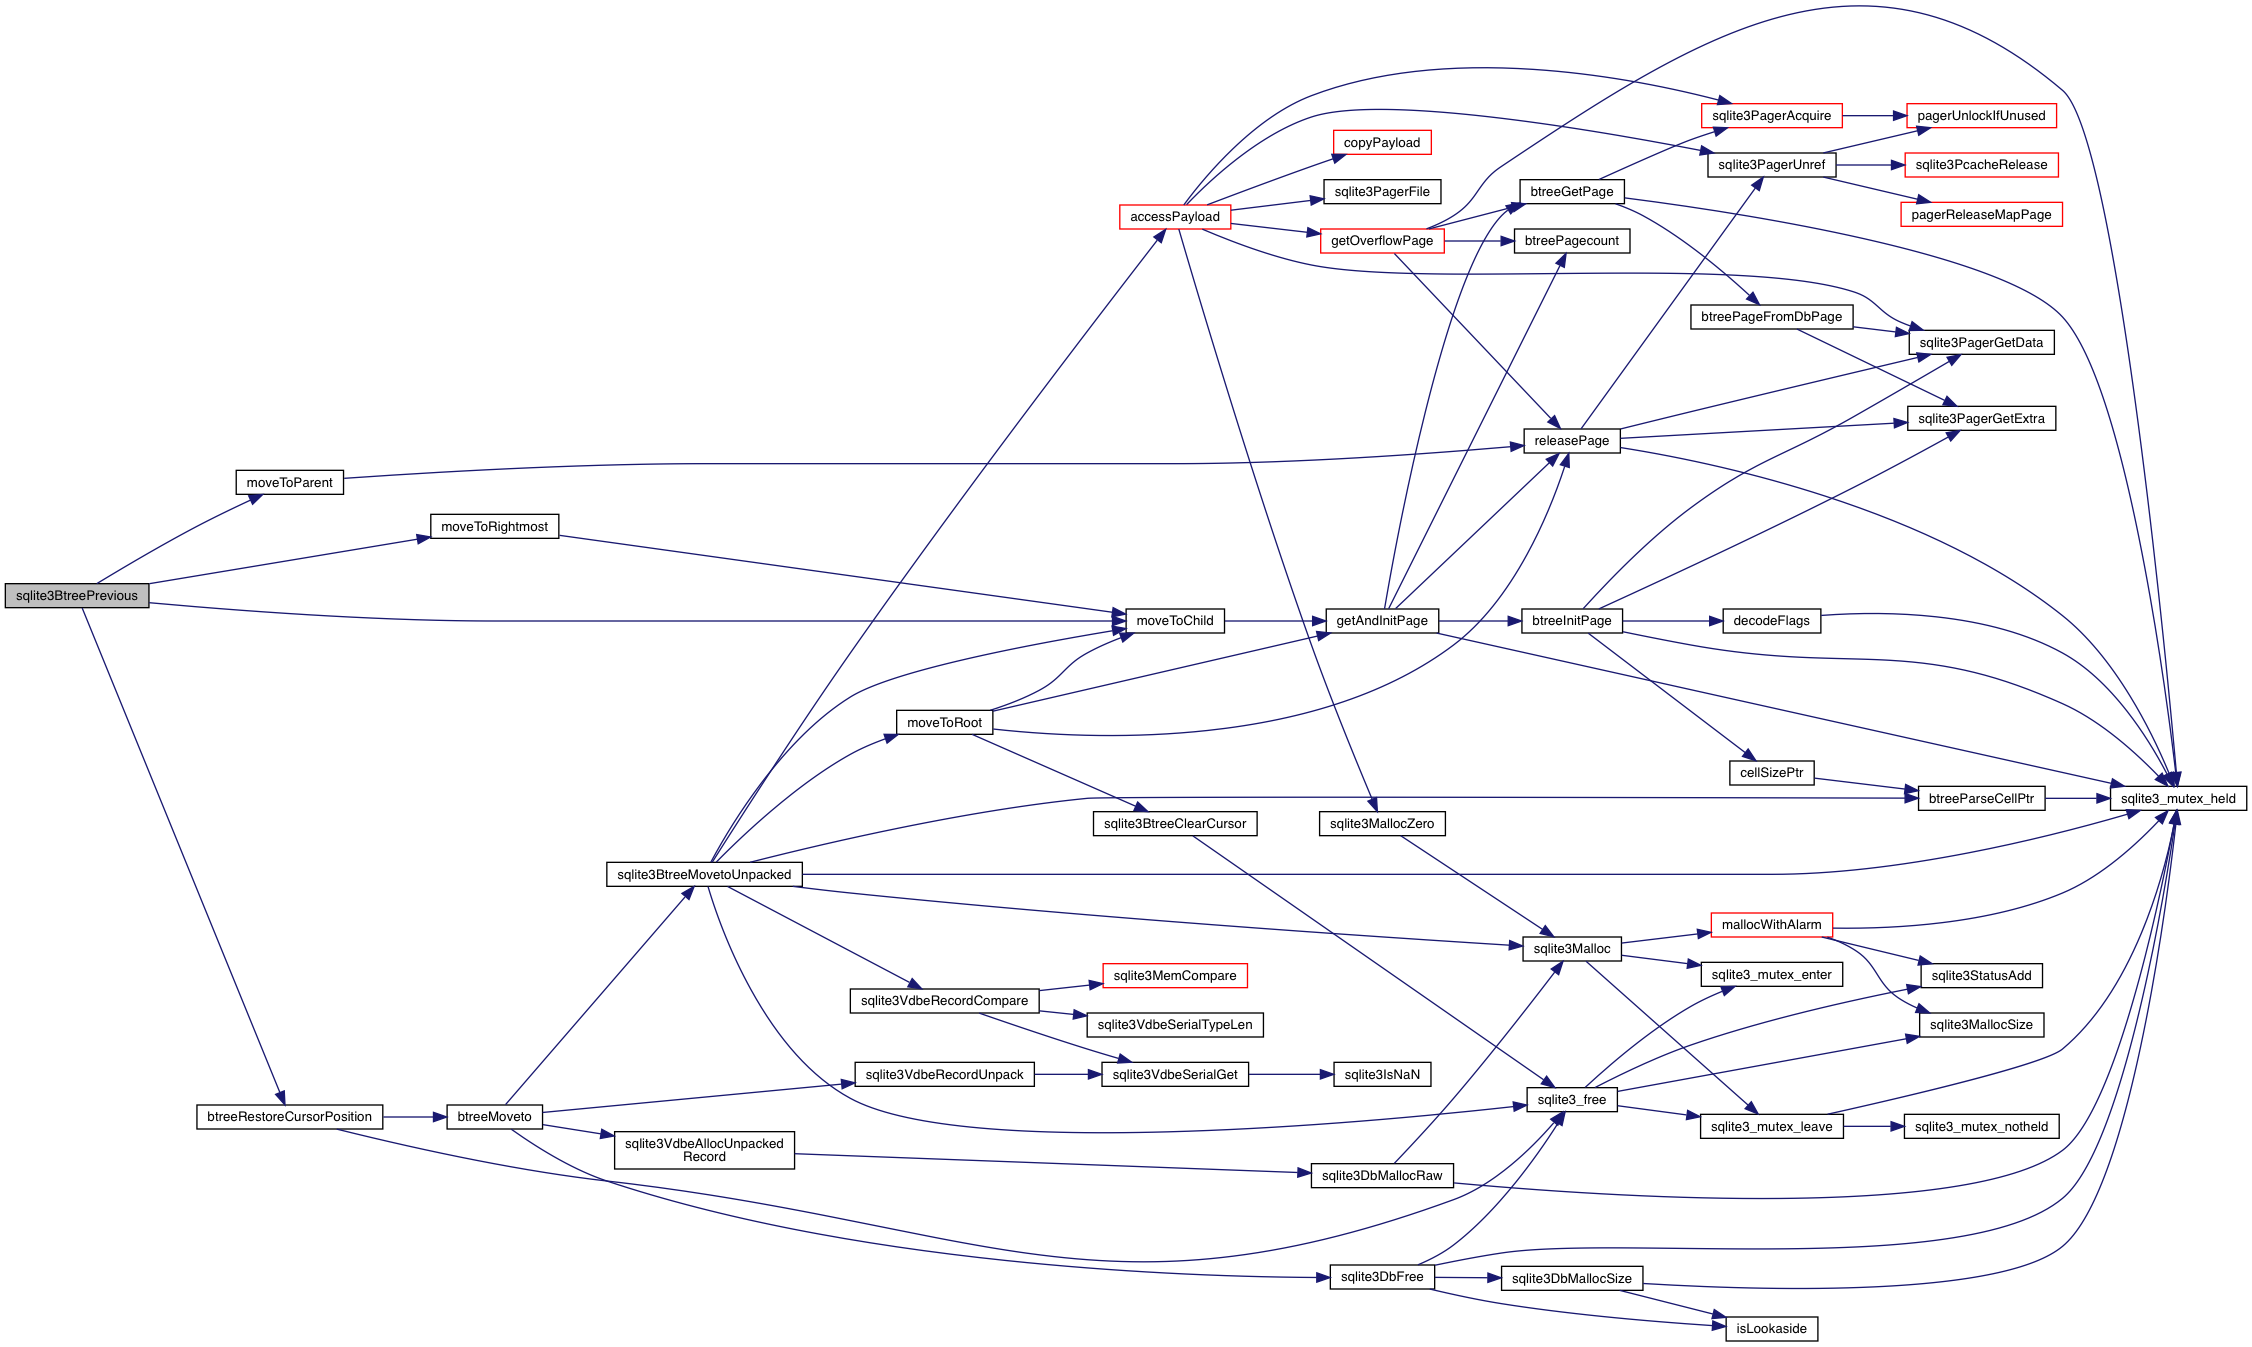 sqlite3BtreePrevious
moveToParent
moveToRightmost
btreeRestoreCursorPosition
btreeMoveto
sqlite3BtreeMovetoUnpacked
sqlite3VdbeAllocUnpacked
Record
sqlite3VdbeRecordUnpack
sqlite3VdbeRecordCompare
moveToRoot
accessPayload
moveToChild
sqlite3BtreeClearCursor
sqlite3MemCompare
sqlite3VdbeSerialTypeLen
sqlite3VdbeSerialGet
copyPayload
sqlite3PagerFile
getOverflowPage
getAndInitPage
sqlite3MallocZero
sqlite3IsNaN
sqlite3DbMallocRaw
sqlite3DbFree
btreeGetPage
btreePagecount
releasePage
btreeInitPage
sqlite3Malloc
sqlite3_free
sqlite3DbMallocSize
sqlite3PagerAcquire
sqlite3PagerUnref
btreePageFromDbPage
decodeFlags
cellSizePtr
mallocWithAlarm
sqlite3_mutex_enter
sqlite3_mutex_leave
isLookaside
pagerUnlockIfUnused
sqlite3PcacheRelease
pagerReleaseMapPage
sqlite3PagerGetData
sqlite3PagerGetExtra
btreeParseCellPtr
sqlite3StatusAdd
sqlite3MallocSize
sqlite3_mutex_notheld
sqlite3_mutex_held